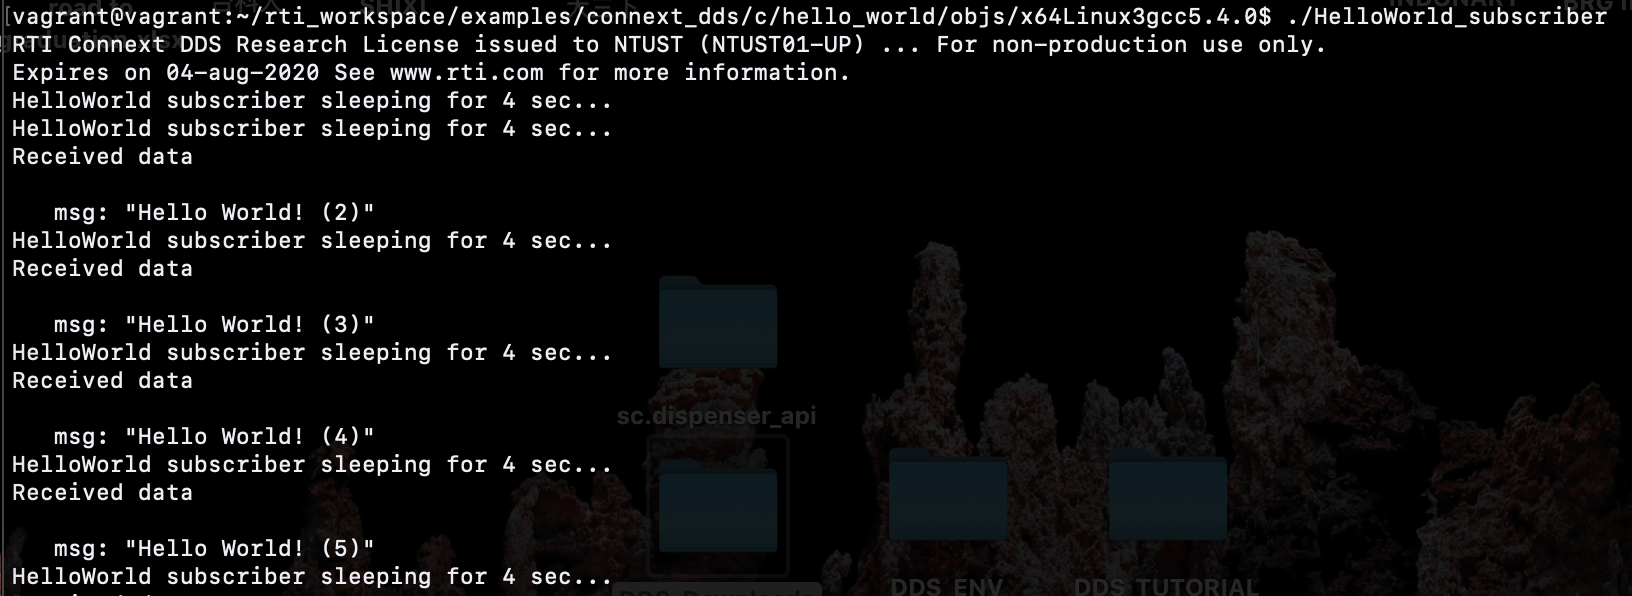 [vagrant@vagrant:~/rti_workspace/examples/connext_dds/c/hello_world/objs/x64Linux3gcc5.4.0$ ./HelloWorld_subscriber
RTI Connext DDS Research License issued to NTUST (NTUST01-UP) ... For non-production use only.
Expires on 04-aug-2020 See www.rti.com for more information.
HelloWorld subscriber sleeping for 4 sec...
HelloWorld subscriber sleeping for 4 sec...
Received data
msg: "Hello World! (2)"
HelloWorld subscriber sleeping for 4 sec...
Received data
msg: "Hello World! (3)"
HelloWorld subscriber sleeping for 4 sec...
Received data
sc.dispenser_api
msg: "Hello World! (4)"
HelloWorld subscriber sleeping for 4 sec...
Received data
msg: "Hello World! (5)"
HelloWorld subscriber sleeping for 4 sec...
DDS_ENV
DDS_TUTORIAL